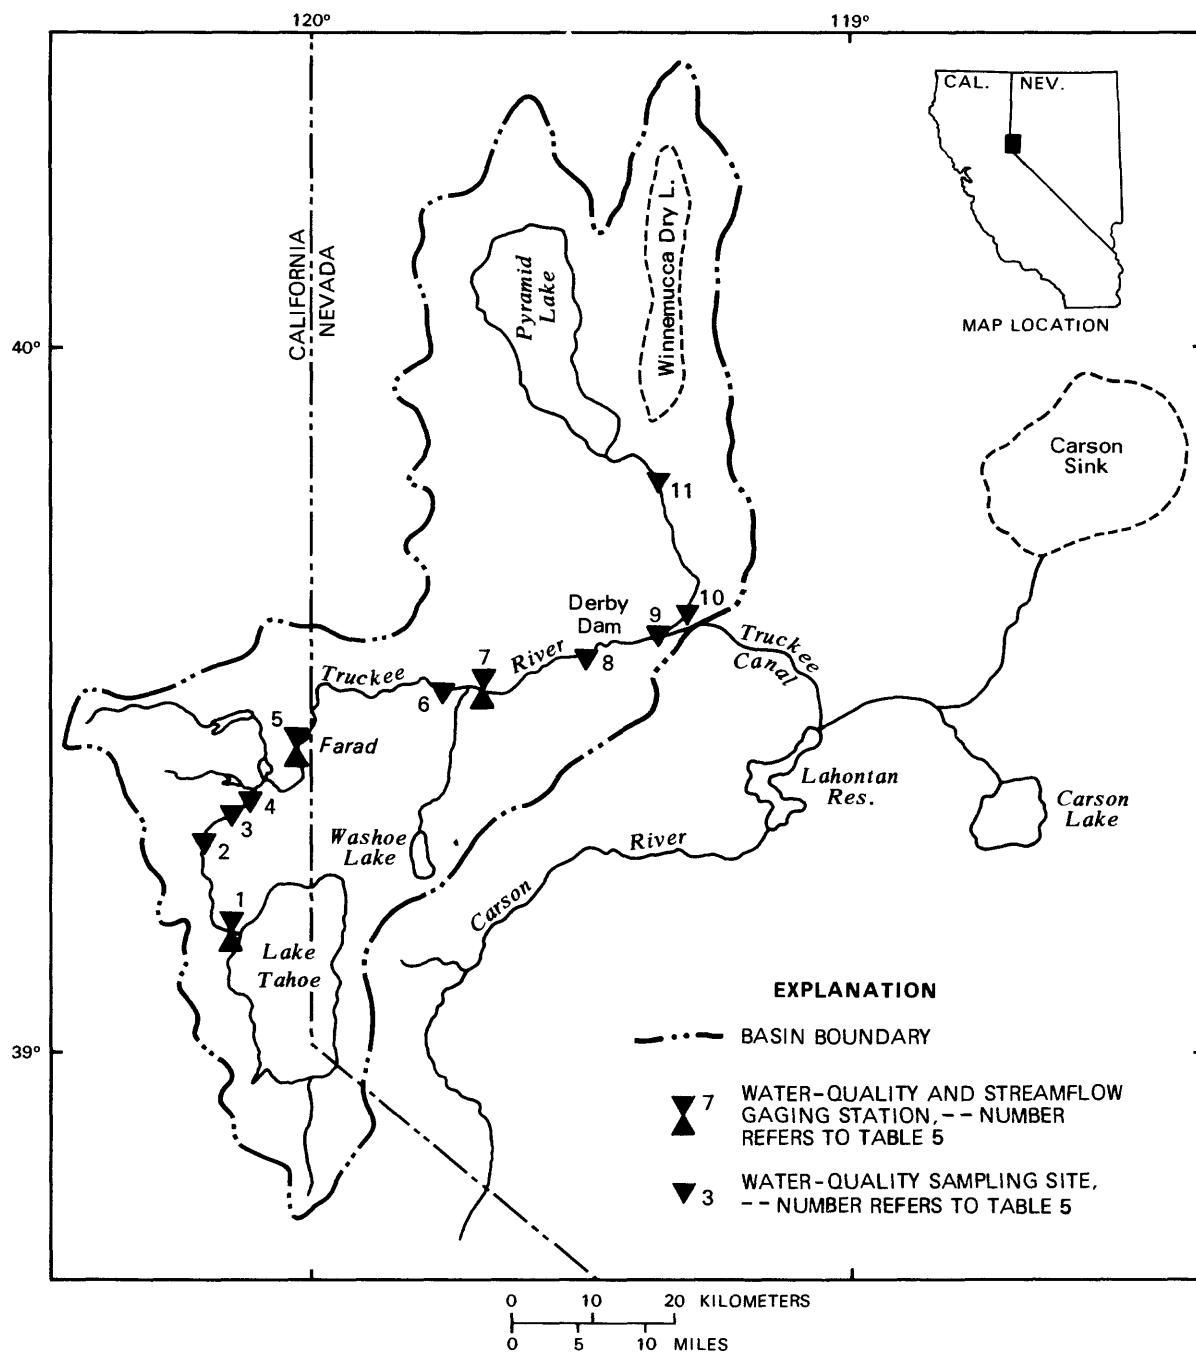 120°
119°
CAL.
NEV.
MAP LOCATION
CALIFORNIA
NEVADA
40°
Pyramid
Lake
Winnemucca Dry L.
Carson
Sink
11
10
Derby
Dam
9
8
Truckee
Canal
River
7
Truckee
6
5
Farad
4
3
2
Washoe
Lake
Lahontan
Res.
Carson
Lake
River
Carson
1
Lake
Tahoe
39°
EXPLANATION
BASIN BOUNDARY
7
WATER-QUALITY AND STREAMFLOW
GAGING STATION, -- NUMBER
REFERS TO TABLE 5
3
WATER-QUALITY SAMPLING SITE,
-- NUMBER REFERS TO TABLE 5
0 10 20 KILOMETERS
0 5 10 MILES